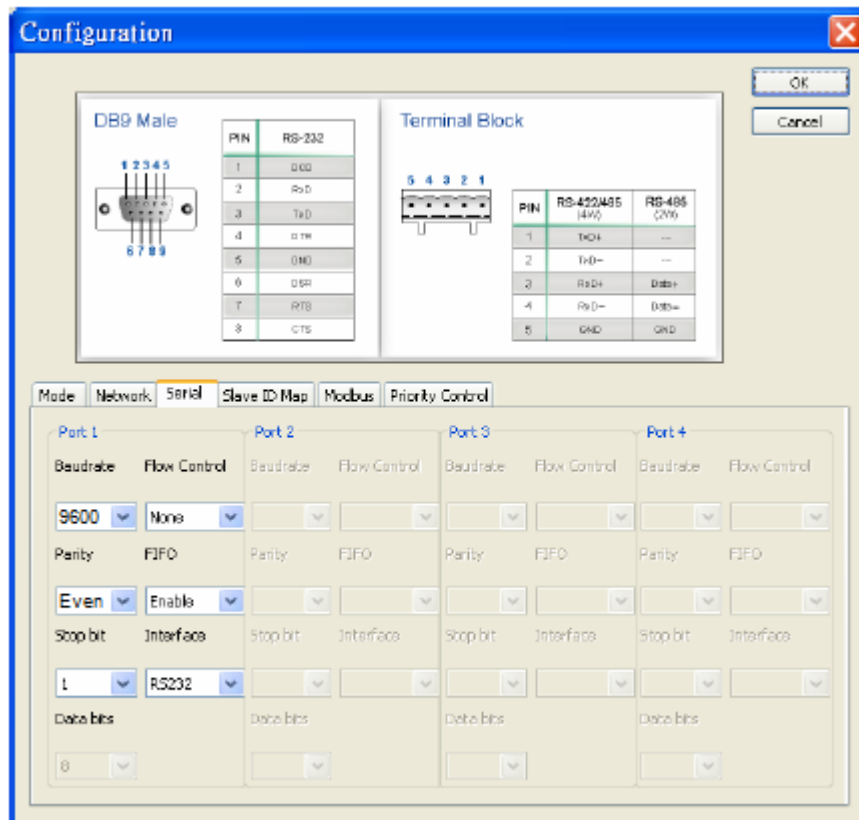 Configuration
OK
Cancel
DB9 Male
1 2 3 4 5
6 7 8 9
PIN RS-232
1 DCD
2 RxD
3 TxD
4 DTR
5 GND
6 DSR
7 RTS
8 CTS
Terminal Block
5 4 3 2 1
PIN RS-422/485 (4W) RS-485 (2W)
1 TxD+ ---
2 TxD- ---
3 RxD+ Data+
4 RxD- Data-
5 GND GND
Mode Network Serial Slave ID Map Modbus Priority Control
Port 1 Port 2 Port 3 Port 4
Baudrate Flow Control Baudrate Flow Control Baudrate Flow Control Baudrate Flow Control
9600 None
Parity FIFO Parity FIFO Parity FIFO Parity FIFO
Even Enable
Stop bit Interface Stop bit Interface Stop bit Interface Stop bit Interface
1 RS232
Data bits Data bits Data bits Data bits
8